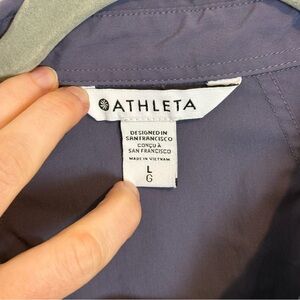 ATHLETA
DESIGNED IN
SAN FRANCISCO
CONÇU À
SAN FRANCISCO
MADE IN VIETNAM
L
G